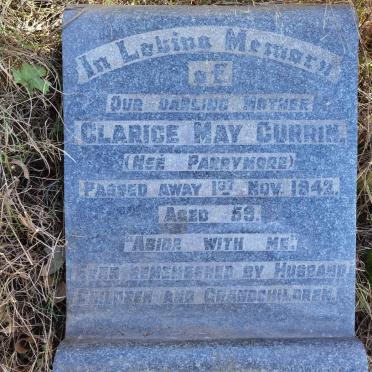 In Loving Memory
of
Our darling Mother
Clarice May Currin.
(Nee Parrymore)
Passed away 1st Nov. 1942.
Aged 59.
"Abide with me."
Ever remembered by Husband
Children and Grandchildren.